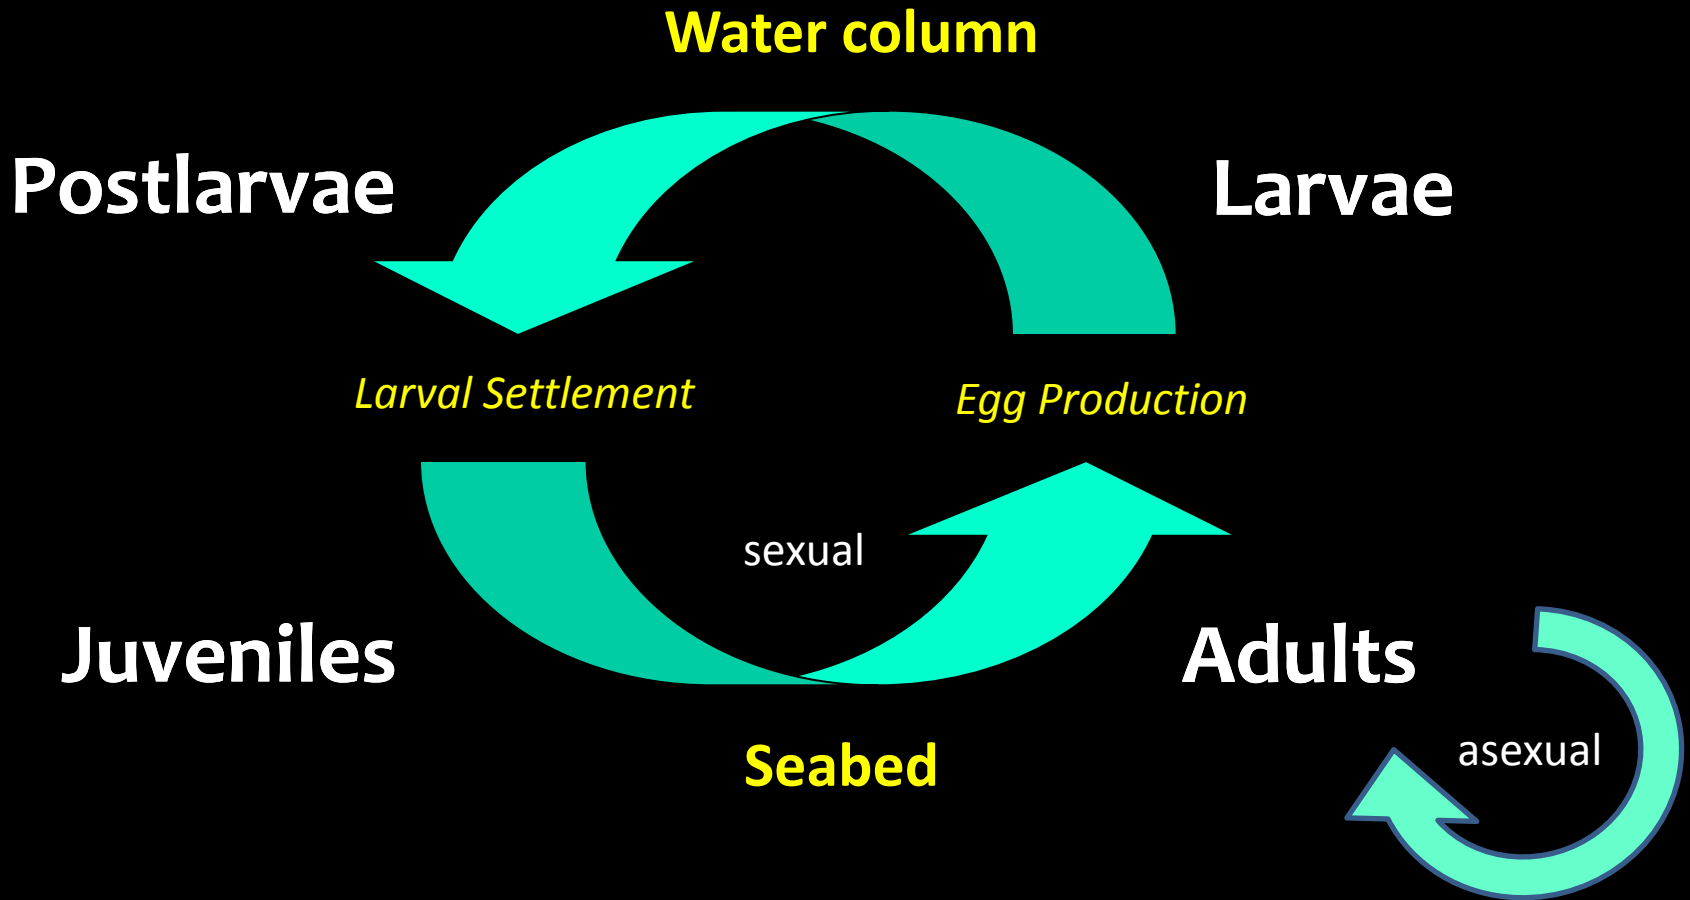 Water column
Postlarvae
Larvae
Larval Settlement
Egg Production
sexual
Juveniles
Adults
asexual
Seabed